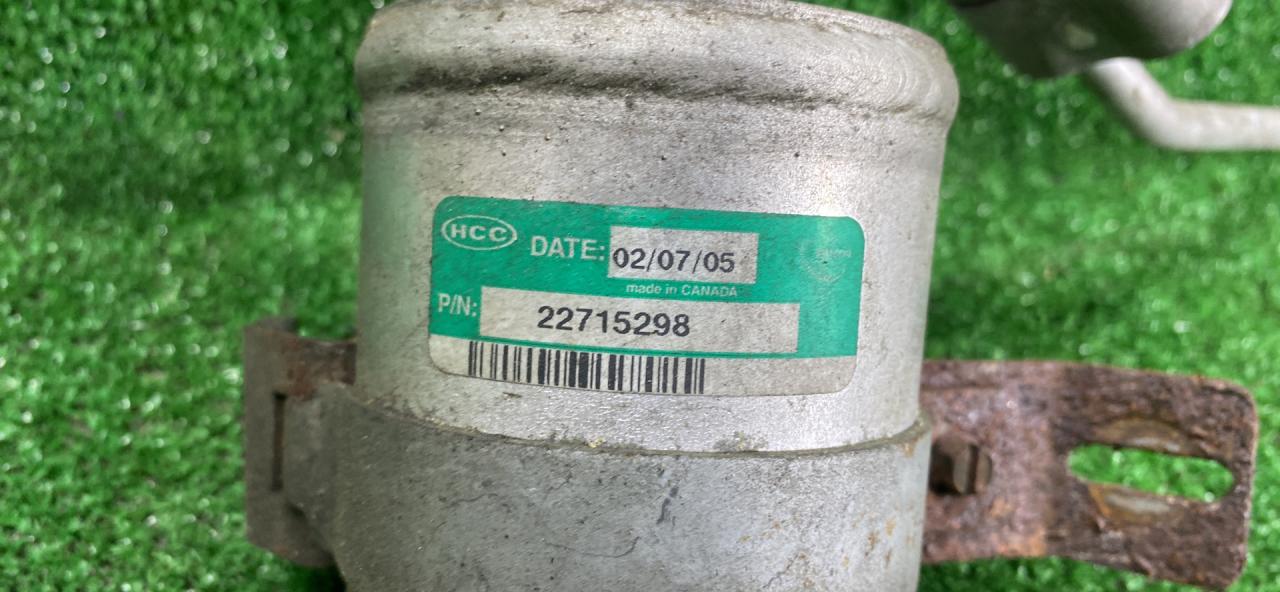 HCC DATE: 02/07/05
made in CANADA
P/N: 22715298